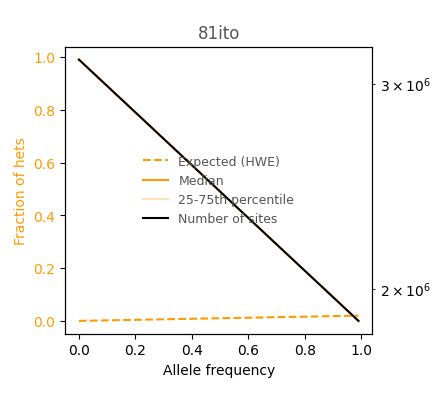 81ito
Fraction of hets
1.0
0.8
0.6
0.4
0.2
0.0
3 × 10⁶
2 × 10⁶
Expected (HWE)
Median
25-75th percentile
Number of sites
0.0 0.2 0.4 0.6 0.8 1.0
Allele frequency